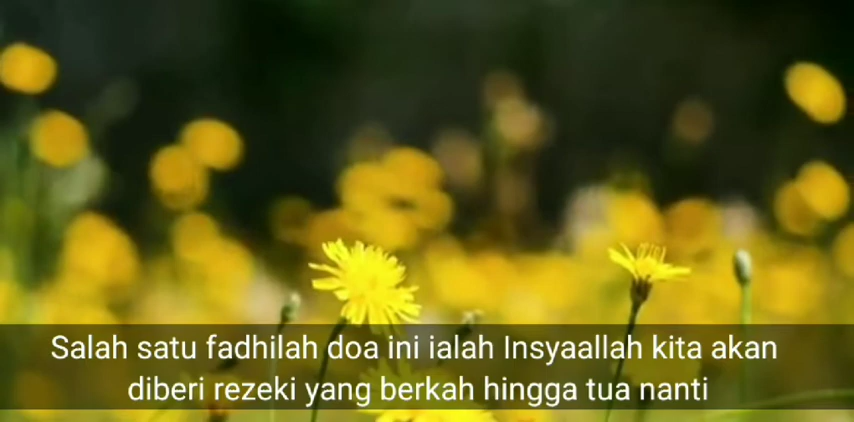 Salah satu fadhilah doa ini ialah Insyaallah kita akan
diberi rezeki yang berkah hingga tua nanti